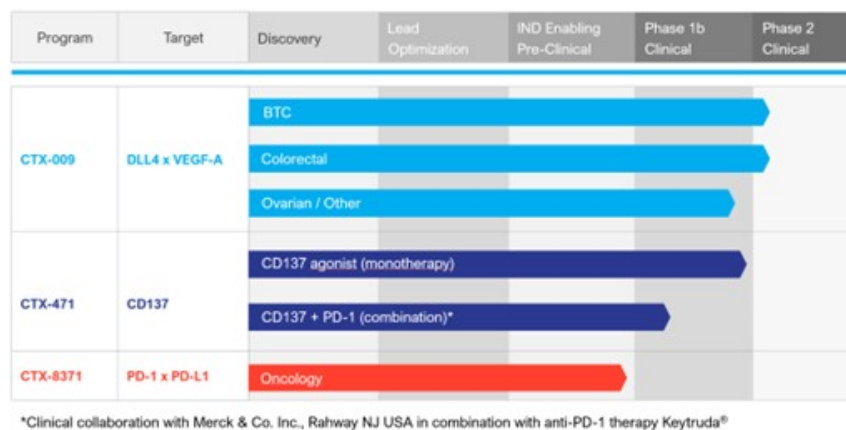 Program Target Discovery Lead Optimization IND Enabling Pre-Clinical Phase 1b Clinical Phase 2 Clinical
BTC
CTX-009 DLL4 x VEGF-A Colorectal
Ovarian / Other
CD137 agonist (monotherapy)
CTX-471 CD137
CD137 + PD-1 (combination)*
CTX-8371 PD-1 x PD-L1 Oncology
*Clinical collaboration with Merck & Co. Inc., Rahway NJ USA in combination with anti-PD-1 therapy Keytruda®